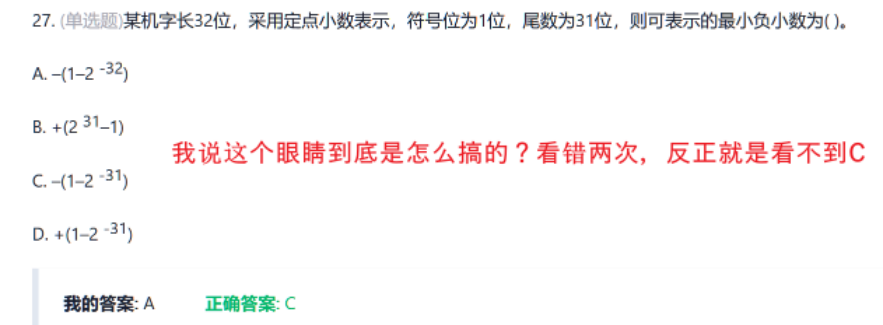 27. (单选题)某机字长32位，采用定点小数表示，符号位为1位，尾数为31位，则可表示的最小负小数为( )。
A. –(1–2 -32)
B. +(2 31–1)
我说这个眼睛到底是怎么搞的？看错两次，反正就是看不到C
C. –(1–2 -31)
D. +(1–2 -31)
我的答案: A 正确答案: C